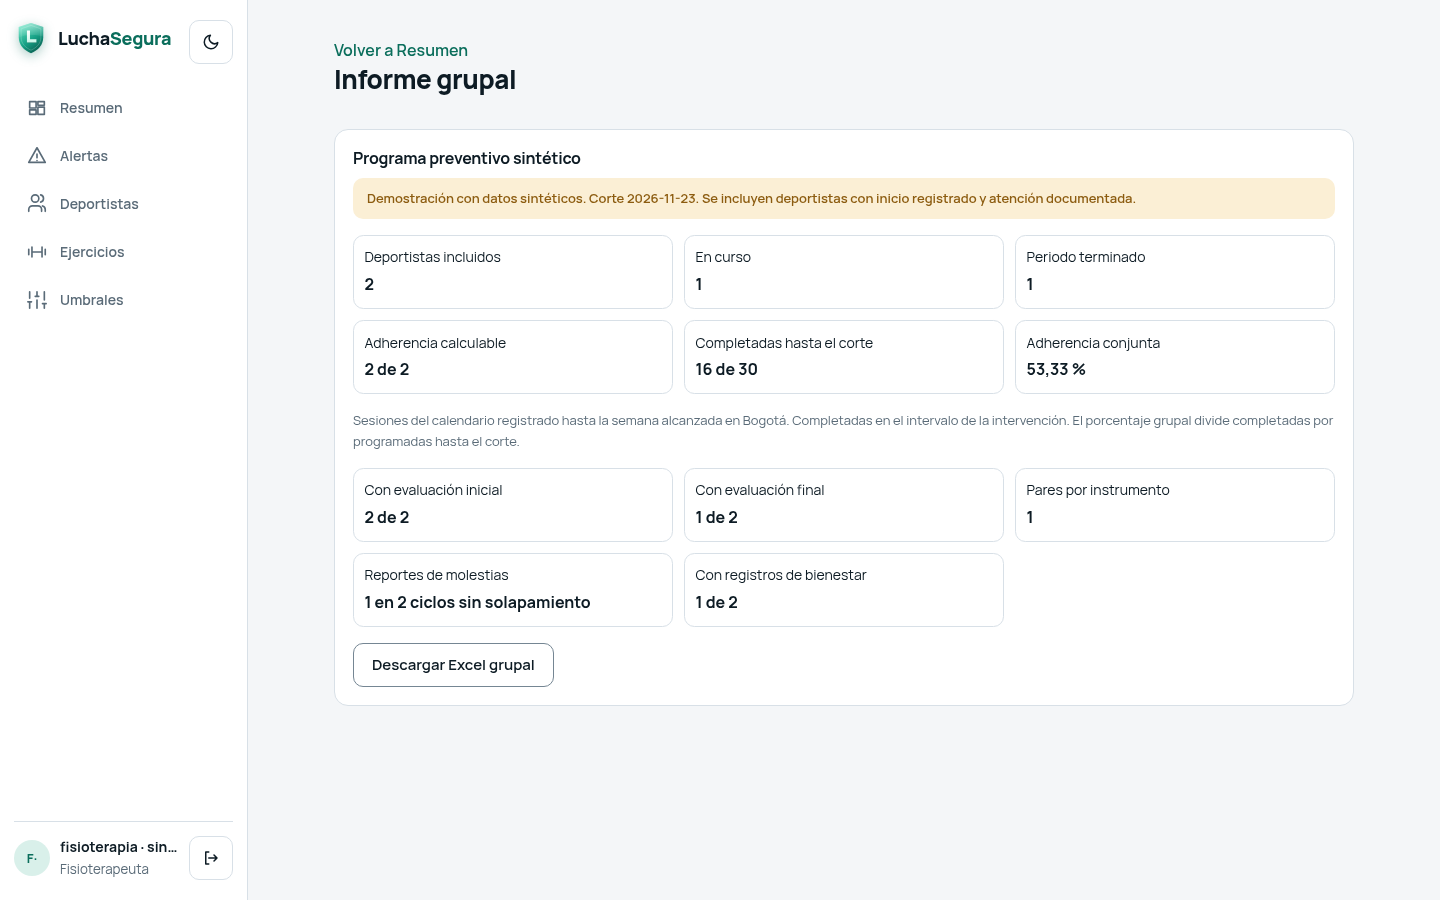 LuchaSegura
Resumen
Alertas
Deportistas
Ejercicios
Umbrales
fisioterapia · sin...
F·
Fisioterapeuta
Volver a Resumen
Informe grupal
Programa preventivo sintético
Demostración con datos sintéticos. Corte 2026-11-23. Se incluyen deportistas con inicio registrado y atención documentada.
Deportistas incluidos
2
En curso
1
Periodo terminado
1
Adherencia calculable
2 de 2
Completadas hasta el corte
16 de 30
Adherencia conjunta
53,33 %
Sesiones del calendario registrado hasta la semana alcanzada en Bogotá. Completadas en el intervalo de la intervención. El porcentaje grupal divide completadas por
programadas hasta el corte.
Con evaluación inicial
2 de 2
Con evaluación final
1 de 2
Pares por instrumento
1
Reportes de molestias
1 en 2 ciclos sin solapamiento
Con registros de bienestar
1 de 2
Descargar Excel grupal